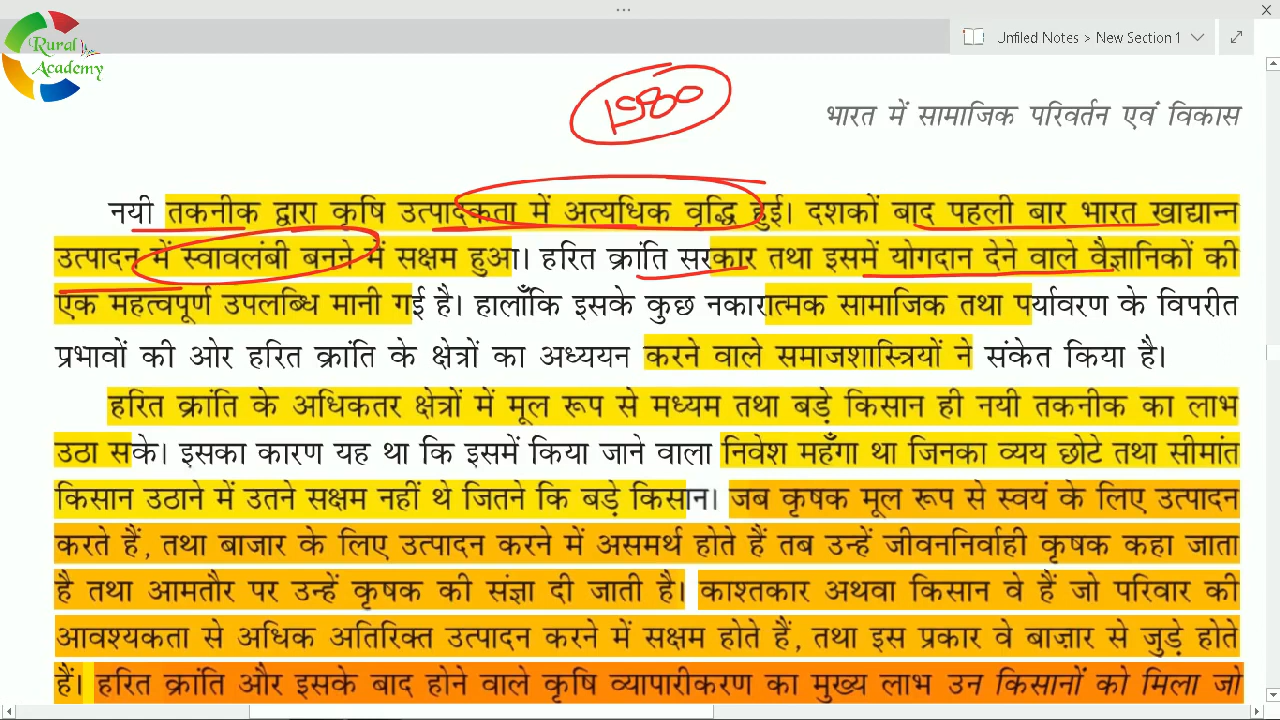 Rural
Academy
Unfiled Notes > New Section 1
1980
भारत में सामाजिक परिवर्तन एवं विकास
नयी तकनीक द्वारा कृषि उत्पादकता में अत्यधिक वृद्धि हुई। दशकों बाद पहली बार भारत खाद्यान्न
उत्पादन में स्वावलंबी बनने में सक्षम हुआ। हरित क्रांति सरकार तथा इसमें योगदान देने वाले वैज्ञानिकों की
एक महत्वपूर्ण उपलब्धि मानी गई है। हालाँकि इसके कुछ नकारात्मक सामाजिक तथा पर्यावरण के विपरीत
प्रभावों की ओर हरित क्रांति के क्षेत्रों का अध्ययन करने वाले समाजशास्त्रियों ने संकेत किया है।
हरित क्रांति के अधिकतर क्षेत्रों में मूल रूप से मध्यम तथा बड़े किसान ही नयी तकनीक का लाभ
उठा सके। इसका कारण यह था कि इसमें किया जाने वाला निवेश महँगा था जिनका व्यय छोटे तथा सीमांत
किसान उठाने में उतने सक्षम नहीं थे जितने कि बड़े किसान। जब कृषक मूल रूप से स्वयं के लिए उत्पादन
करते हैं, तथा बाजार के लिए उत्पादन करने में असमर्थ होते हैं तब उन्हें जीवननिर्वाही कृषक कहा जाता
है तथा आमतौर पर उन्हें कृषक की संज्ञा दी जाती है। काश्तकार अथवा किसान वे हैं जो परिवार की
आवश्यकता से अधिक अतिरिक्त उत्पादन करने में सक्षम होते हैं, तथा इस प्रकार वे बाज़ार से जुड़े होते
हैं। हरित क्रांति और इसके बाद होने वाले कृषि व्यापारीकरण का मुख्य लाभ उन किसानों को मिला जो